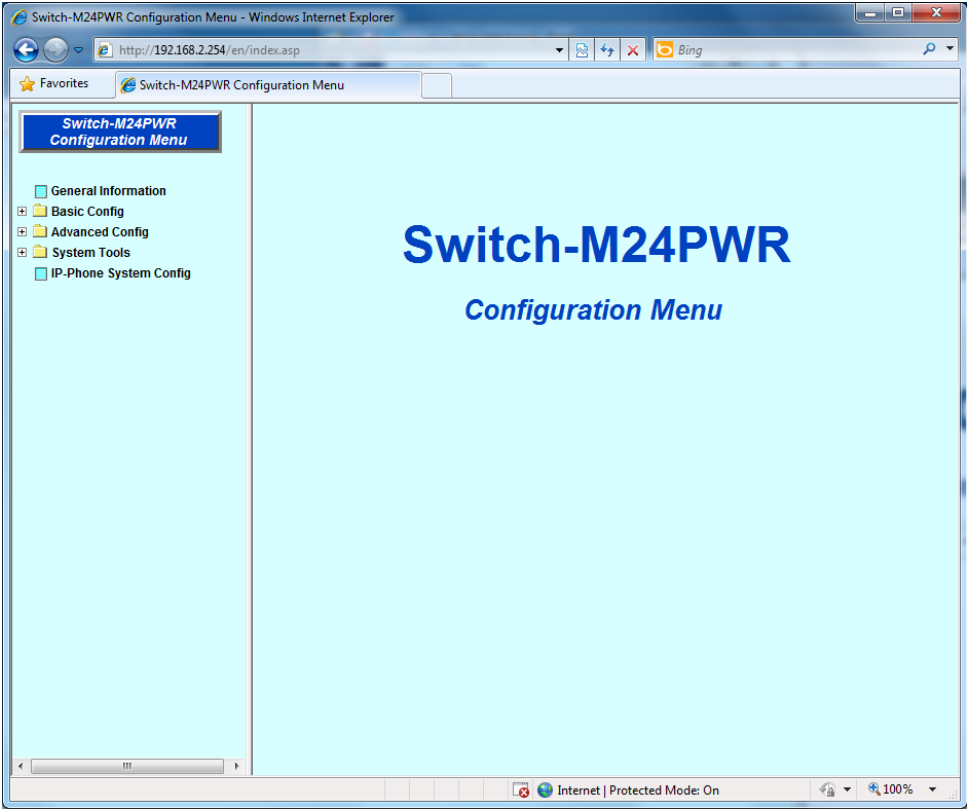 Switch-M24PWR Configuration Menu - Windows Internet Explorer
http://192.168.2.254/en/index.asp
Bing
Favorites
Switch-M24PWR Configuration Menu
Switch-M24PWR
Configuration Menu
General Information
Basic Config
Advanced Config
System Tools
IP-Phone System Config
Switch-M24PWR
Configuration Menu
Internet | Protected Mode: On
100%